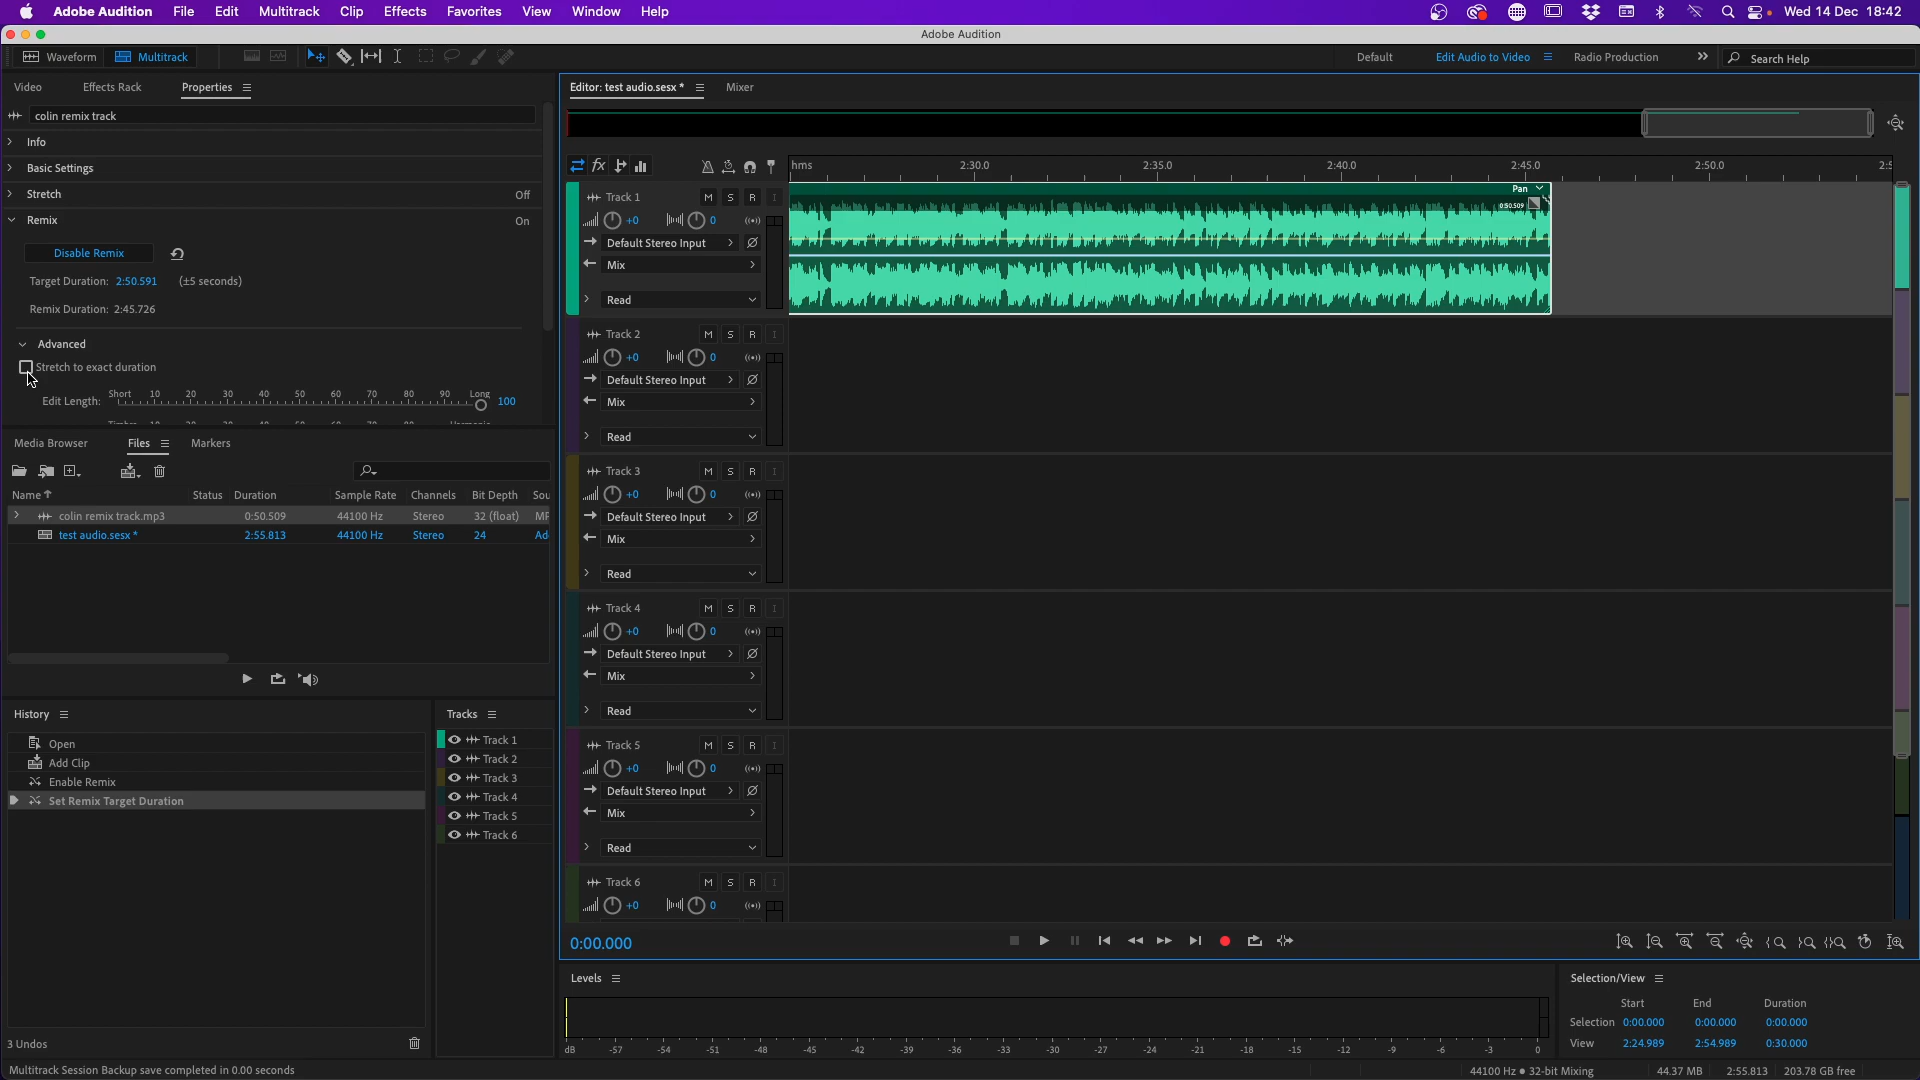 Adobe Audition File Edit Multitrack Clip Effects Favorites View Window Help Wed 14 Dec 18:42
Adobe Audition
Waveform Multitrack Default Edit Audio to Video Radio Production Search Help
Video Effects Rack Properties
colin remix track
Info
Basic Settings
Stretch Off
Remix On
Disable Remix
Target Duration: 2:50.591 (±5 seconds)
Remix Duration: 2:45.726
Advanced
Stretch to exact duration
Edit Length: Short 10 20 30 40 50 60 70 80 90 Long 100
Media Browser Files Markers
Name Status Duration Sample Rate Channels Bit Depth Sou
colin remix track.mp3 0:50.509 44100 Hz Stereo 32 (float) MP
test audio.sesx * 2:55.813 44100 Hz Stereo 24 Ad
History
Open
Add Clip
Enable Remix
Set Remix Target Duration
3 Undos
Tracks
Track 1
Track 2
Track 3
Track 4
Track 5
Track 6
Editor: test audio.sesx * Mixer
fx hms 2:30.0 2:35.0 2:40.0 2:45.0 2:50.0 2:5
Track 1 M S R I
+0 0
Default Stereo Input
Mix
Read
Pan
0:50.509
Track 2 M S R I
+0 0
Default Stereo Input
Mix
Read
Track 3 M S R I
+0 0
Default Stereo Input
Mix
Read
Track 4 M S R I
+0 0
Default Stereo Input
Mix
Read
Track 5 M S R I
+0 0
Default Stereo Input
Mix
Read
Track 6 M S R I
+0 0
0:00.000
Levels
dB -57 -54 -51 -48 -45 -42 -39 -36 -33 -30 -27 -24 -21 -18 -15 -12 -9 -6 -3 0
Selection/View
Start End Duration
Selection 0:00.000 0:00.000 0:00.000
View 2:24.989 2:54.989 0:30.000
Multitrack Session Backup save completed in 0.00 seconds 44100 Hz ● 32-bit Mixing 44.37 MB 2:55.813 203.78 GB free